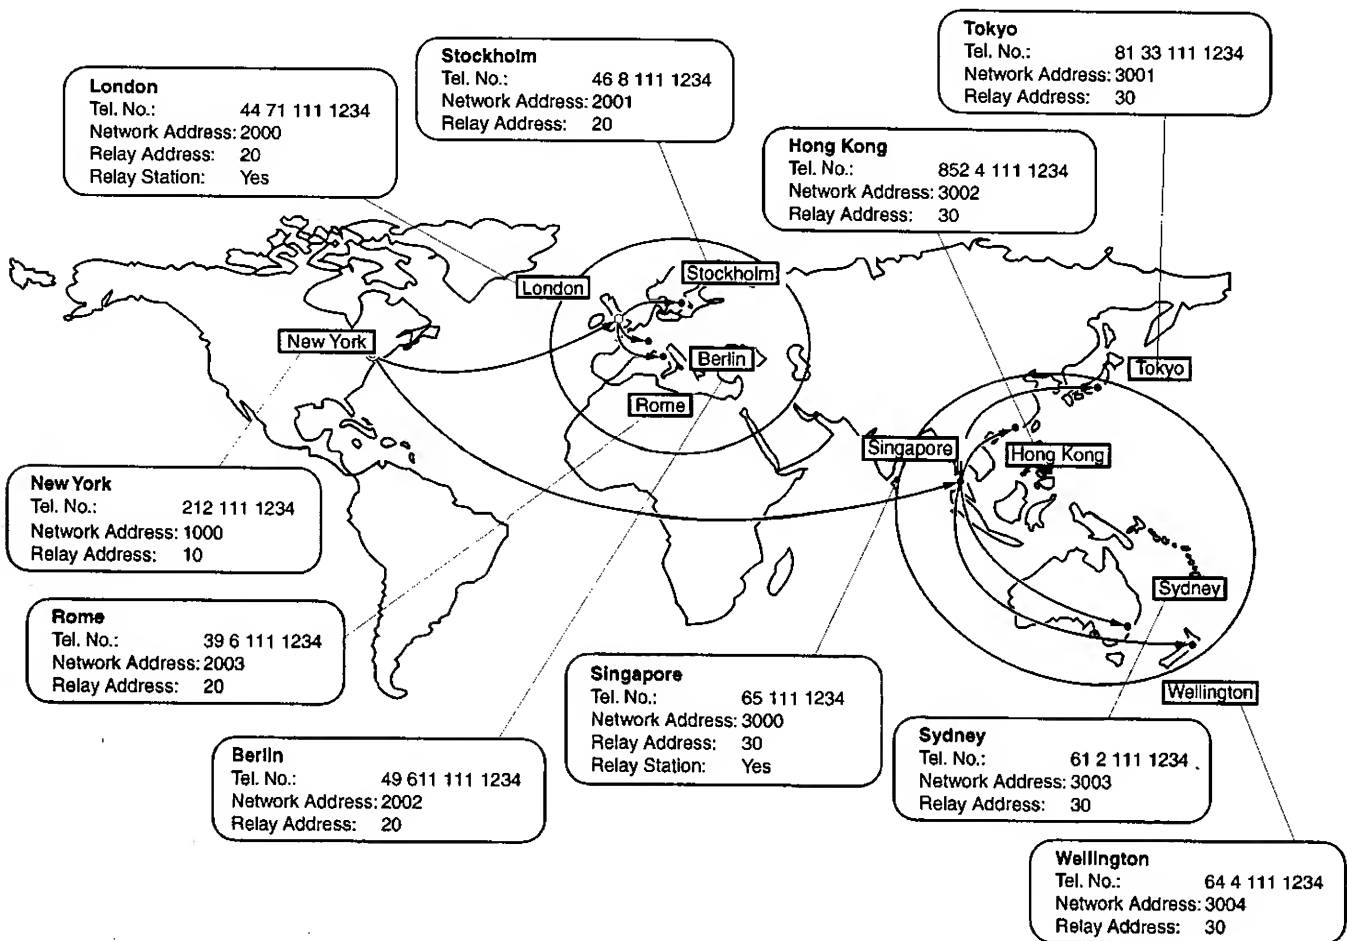 Tokyo
Tel. No.: 81 33 111 1234
Network Address: 3001
Relay Address: 30
Stockholm
Tel. No.: 46 8 111 1234
Network Address: 2001
Relay Address: 20
London
Tel. No.: 44 71 111 1234
Network Address: 2000
Relay Address: 20
Relay Station: Yes
Hong Kong
Tel. No.: 852 4 111 1234
Network Address: 3002
Relay Address: 30
Stockholm
London
New York
Berlin
Tokyo
Rome
Singapore
Hong Kong
New York
Tel. No.: 212 111 1234
Network Address: 1000
Relay Address: 10
Sydney
Rome
Tel. No.: 39 6 111 1234
Network Address: 2003
Relay Address: 20
Singapore
Tel. No.: 65 111 1234
Network Address: 3000
Relay Address: 30
Relay Station: Yes
Wellington
Sydney
Tel. No.: 61 2 111 1234
Network Address: 3003
Relay Address: 30
Berlin
Tel. No.: 49 611 111 1234
Network Address: 2002
Relay Address: 20
Wellington
Tel. No.: 64 4 111 1234
Network Address: 3004
Relay Address: 30